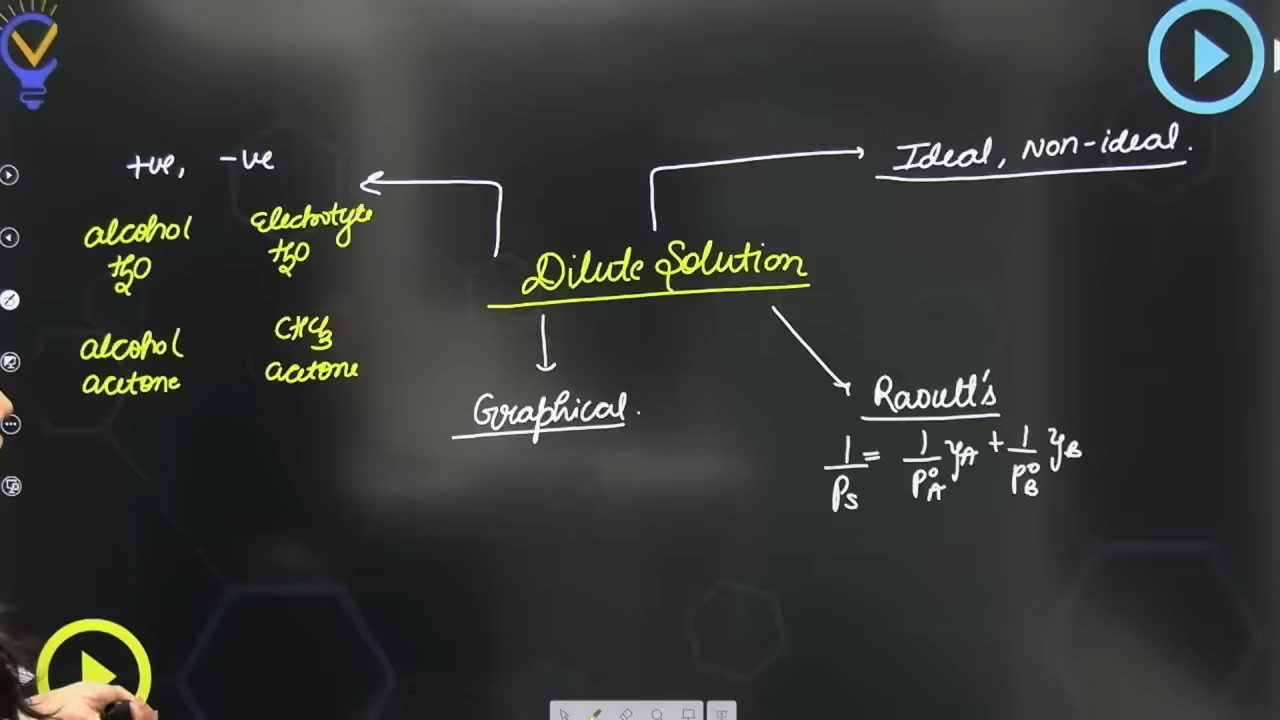 +ve, -ve
alcohol
H₂O
Electrolyte
H₂O
alcohol
acetone
CHCl₃
acetone
Ideal, Non-ideal.
Dilute Solution
Graphical.
Raoult's
1/Ps = 1/P°A yA + 1/P°B yB